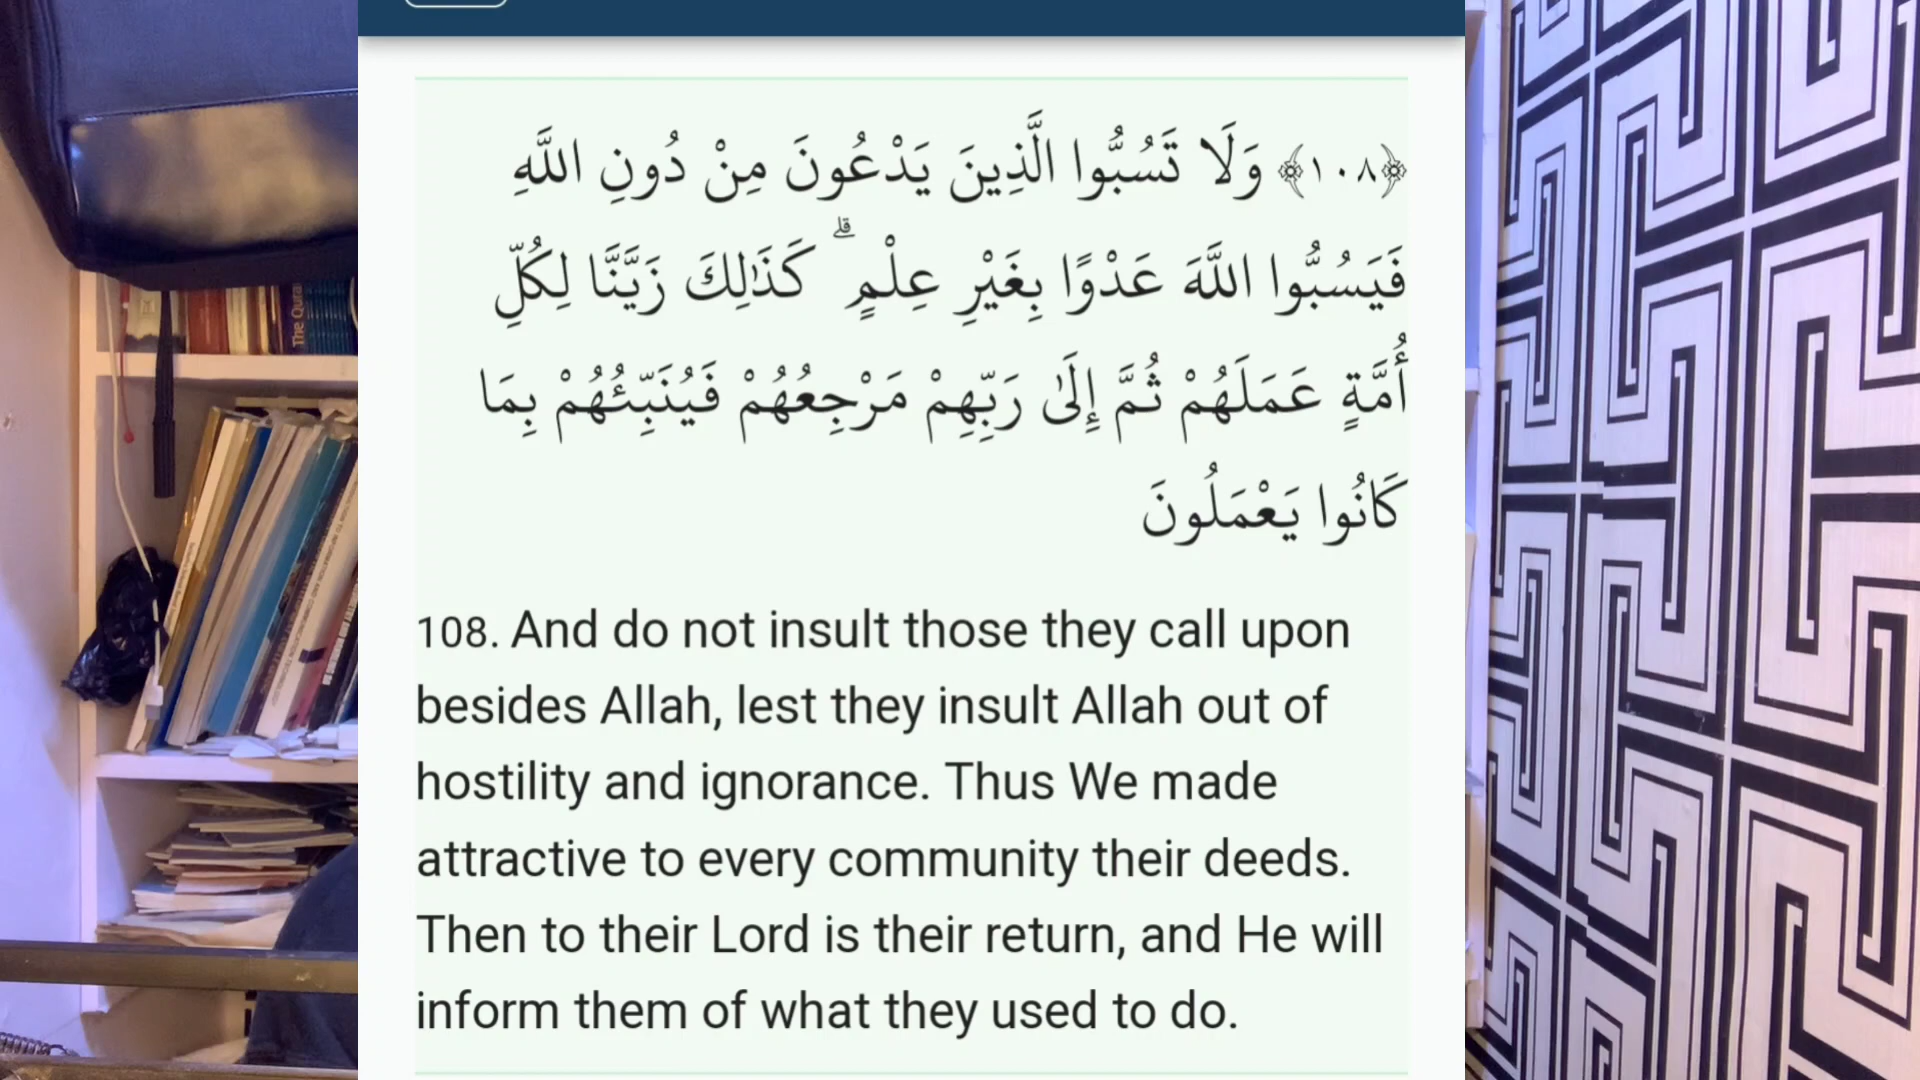 ﴿١٠٨﴾ وَلَا تَسُبُّوا الَّذِينَ يَدْعُونَ مِنْ دُونِ اللَّهِ
فَيَسُبُّوا اللَّهَ عَدْوًا بِغَيْرِ عِلْمٍ ۗ كَذَٰلِكَ زَيَّنَّا لِكُلِّ
أُمَّةٍ عَمَلَهُمْ ثُمَّ إِلَىٰ رَبِّهِمْ مَرْجِعُهُمْ فَيُنَبِّئُهُمْ بِمَا
كَانُوا يَعْمَلُونَ
108. And do not insult those they call upon
besides Allah, lest they insult Allah out of
hostility and ignorance. Thus We made
attractive to every community their deeds.
Then to their Lord is their return, and He will
inform them of what they used to do.
The Qura